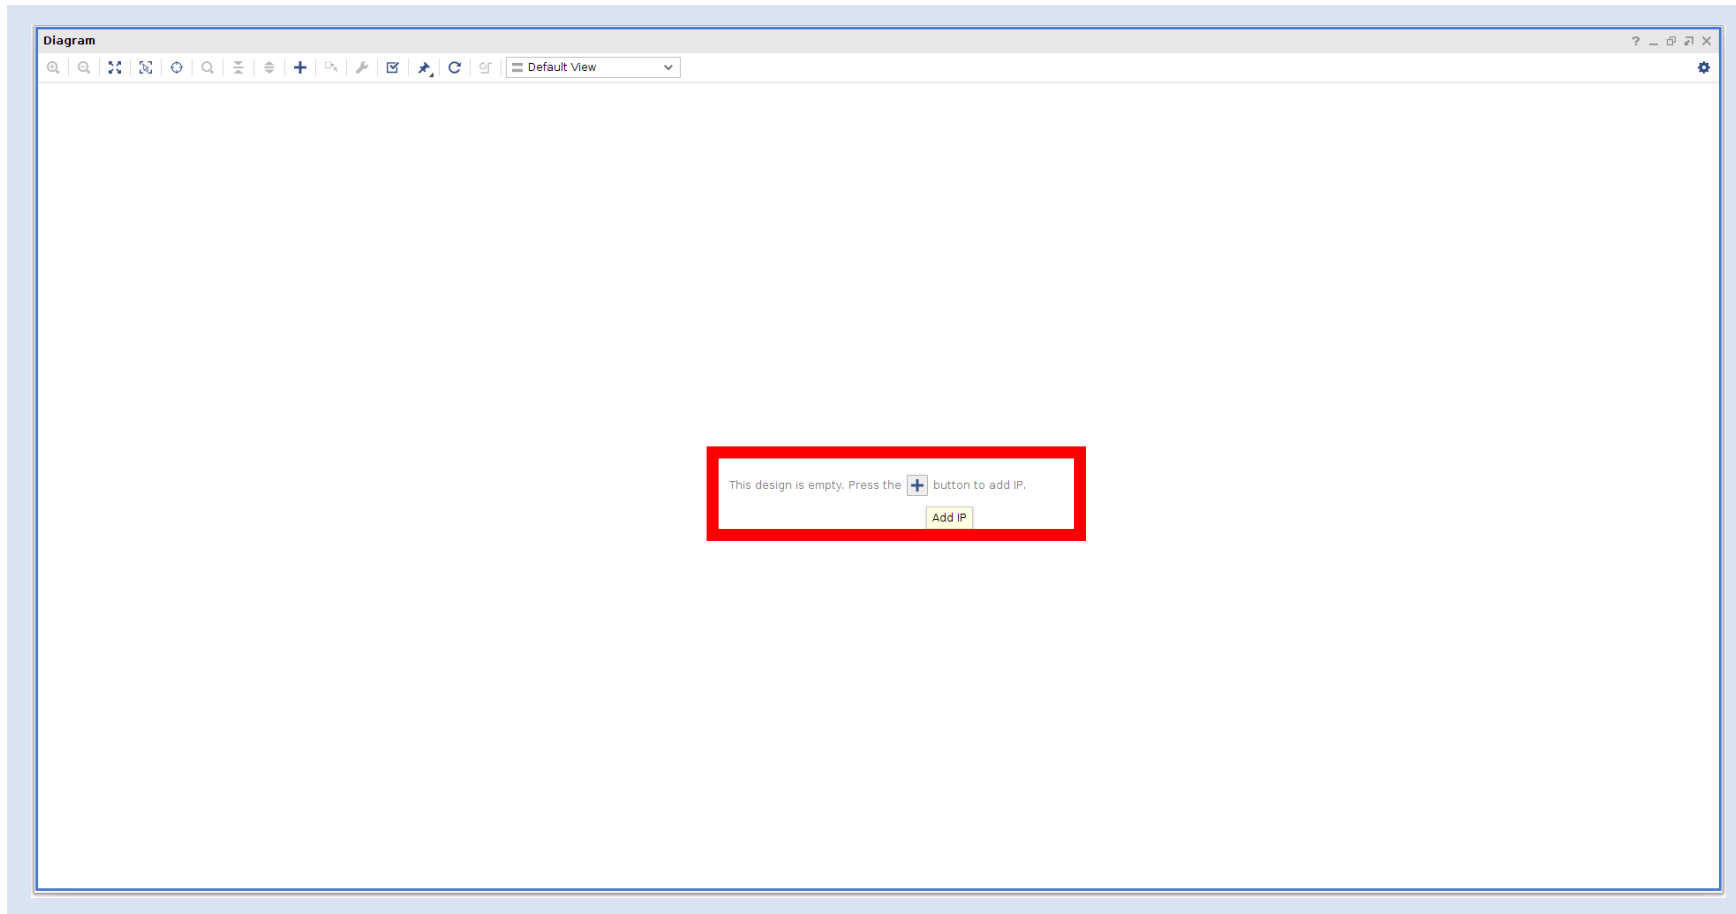 Diagram
Default View
This design is empty. Press the + button to add IP.
Add IP